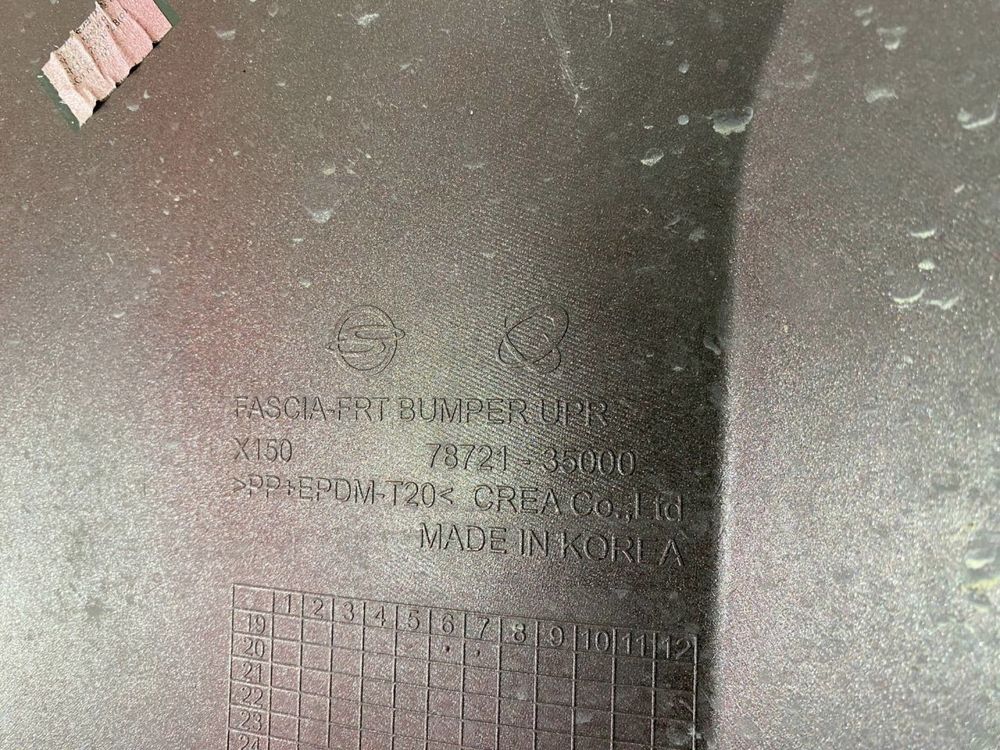 FASCIA-FRT BUMPER UPR
X150 78721-35000
>PP+EPDM-T20< CREA Co.,Ltd
MADE IN KOREA
1 2 3 4 5 6 7 8 9 10 11 12
19
20
21
22
23
24